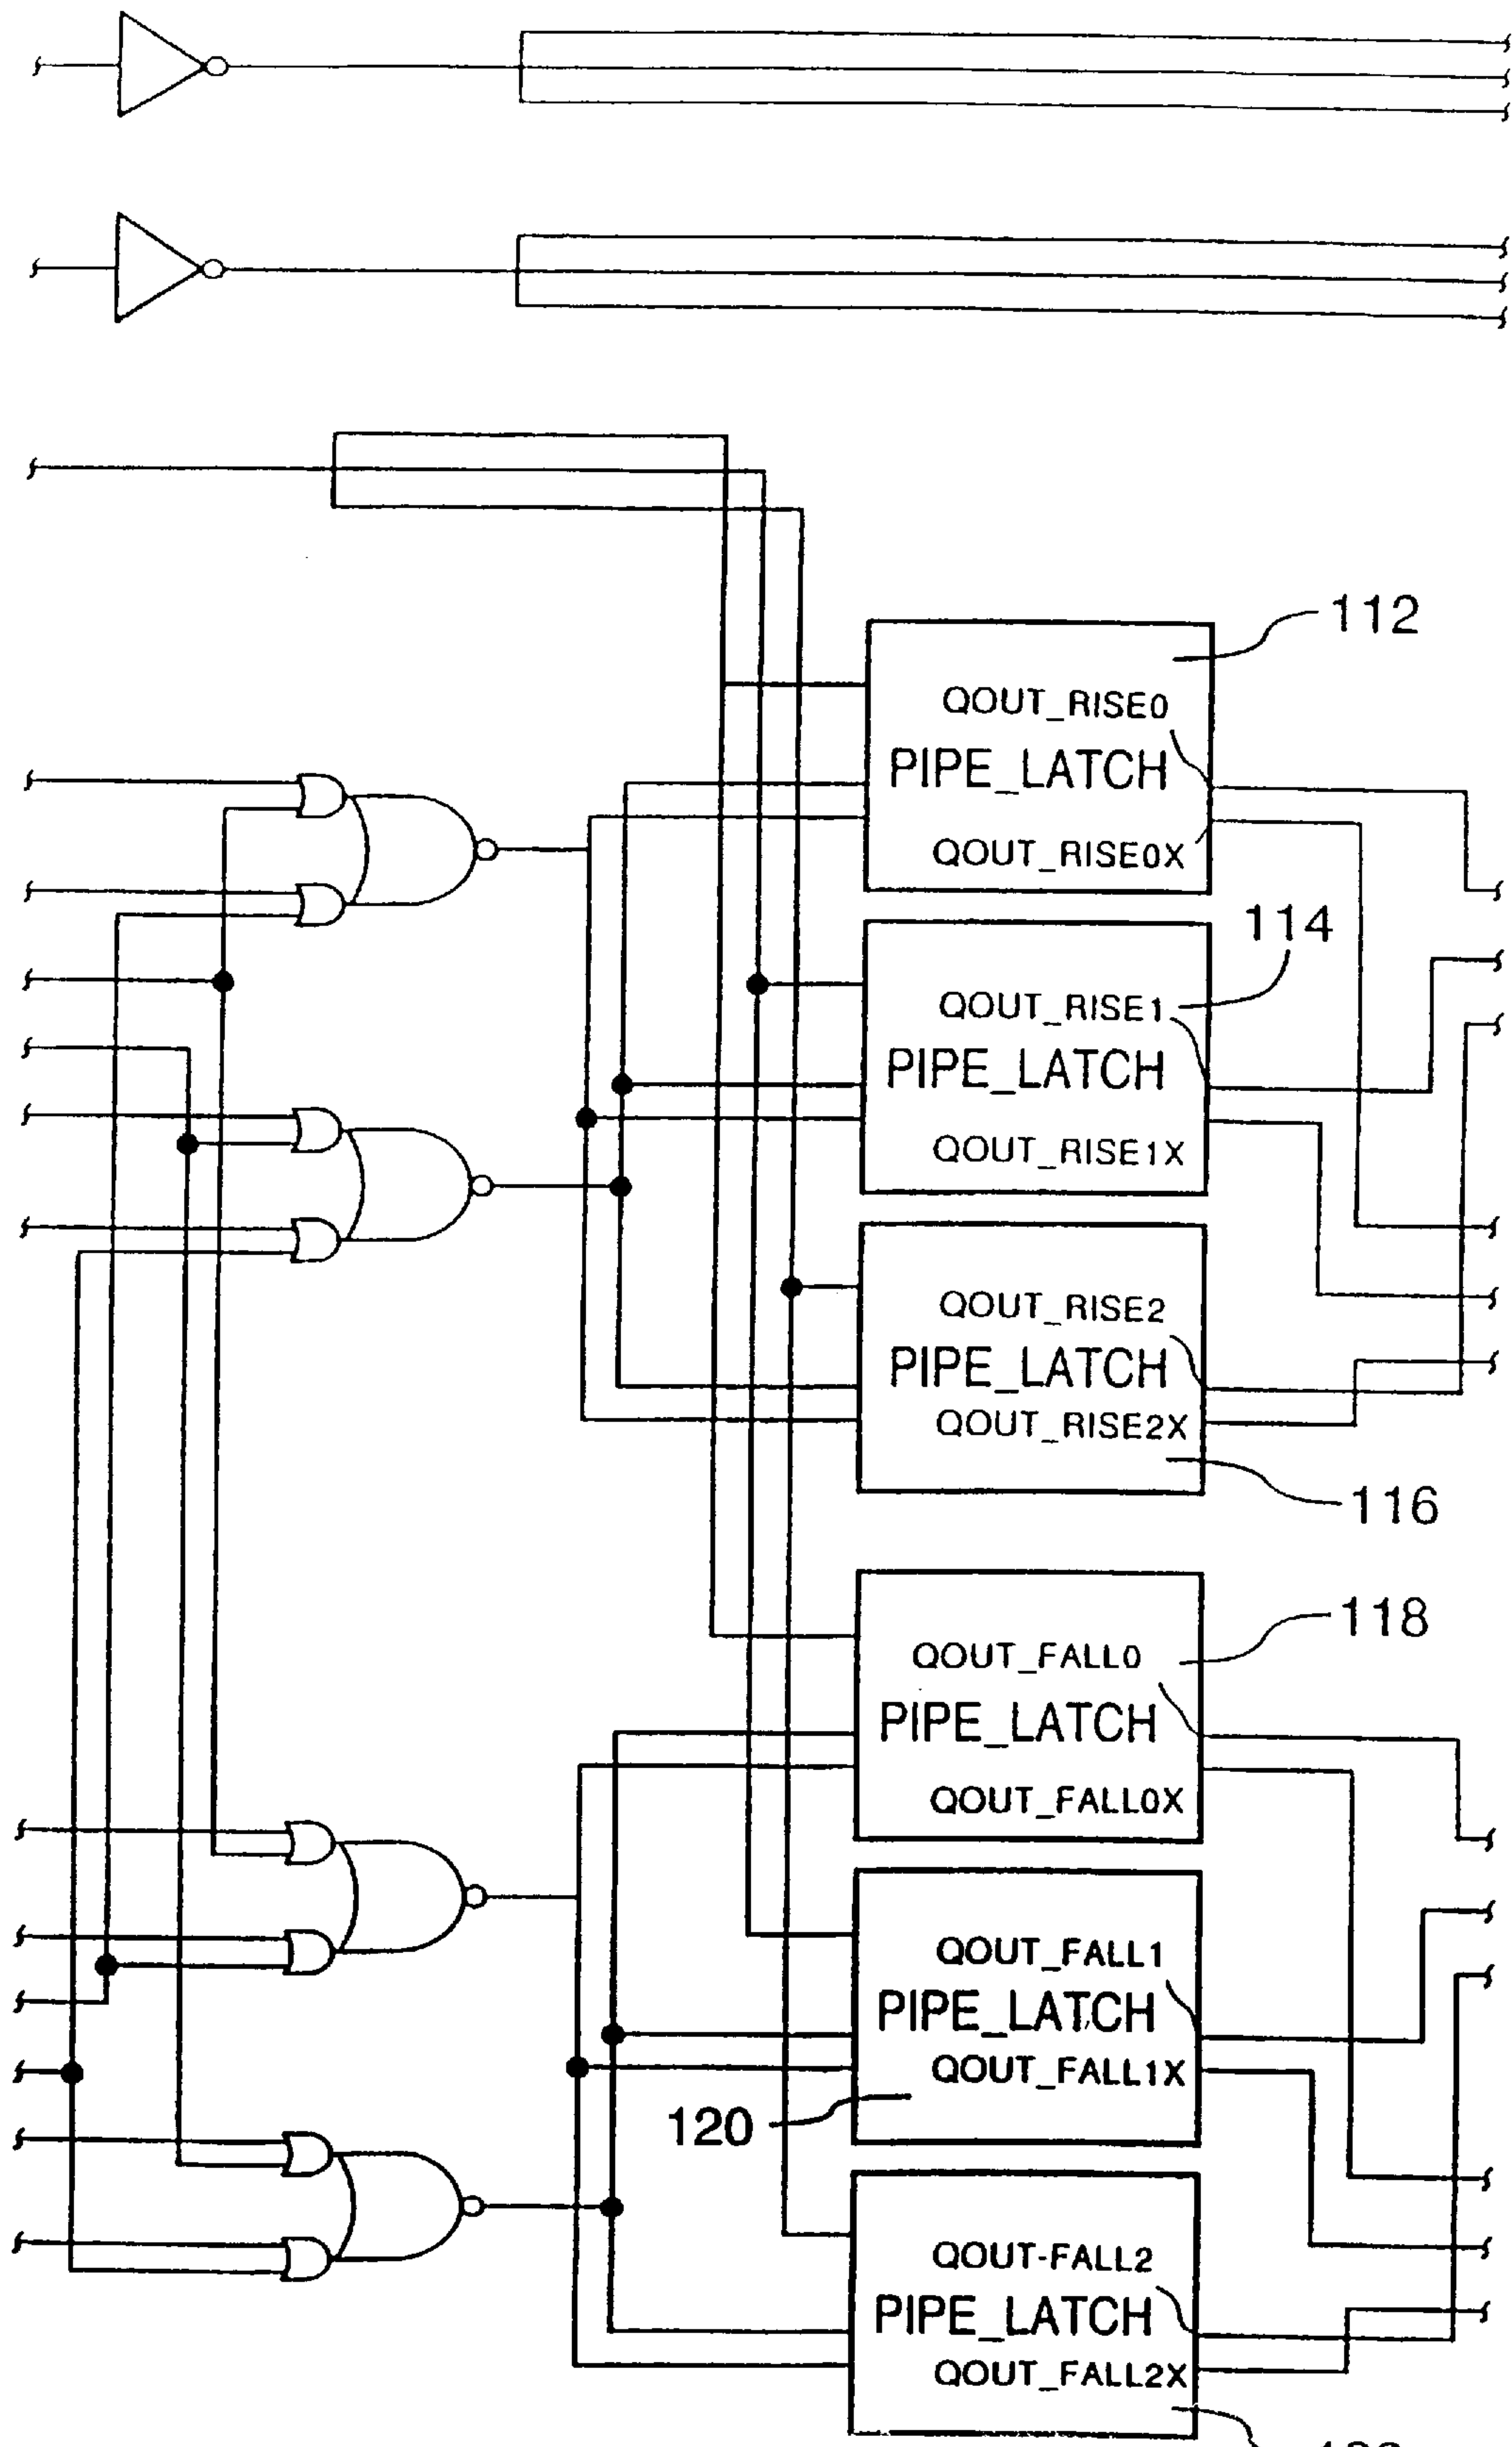 112
QOUT_RISE0
PIPE_LATCH
QOUT_RISE0X
114
QOUT_RISE1
PIPE_LATCH
QOUT_RISE1X
QOUT_RISE2
PIPE_LATCH
QOUT_RISE2X
116
118
QOUT_FALL0
PIPE_LATCH
QOUT_FALL0X
QOUT_FALL1
PIPE_LATCH
QOUT_FALL1X
120
QOUT-FALL2
PIPE_LATCH
QOUT_FALL2X